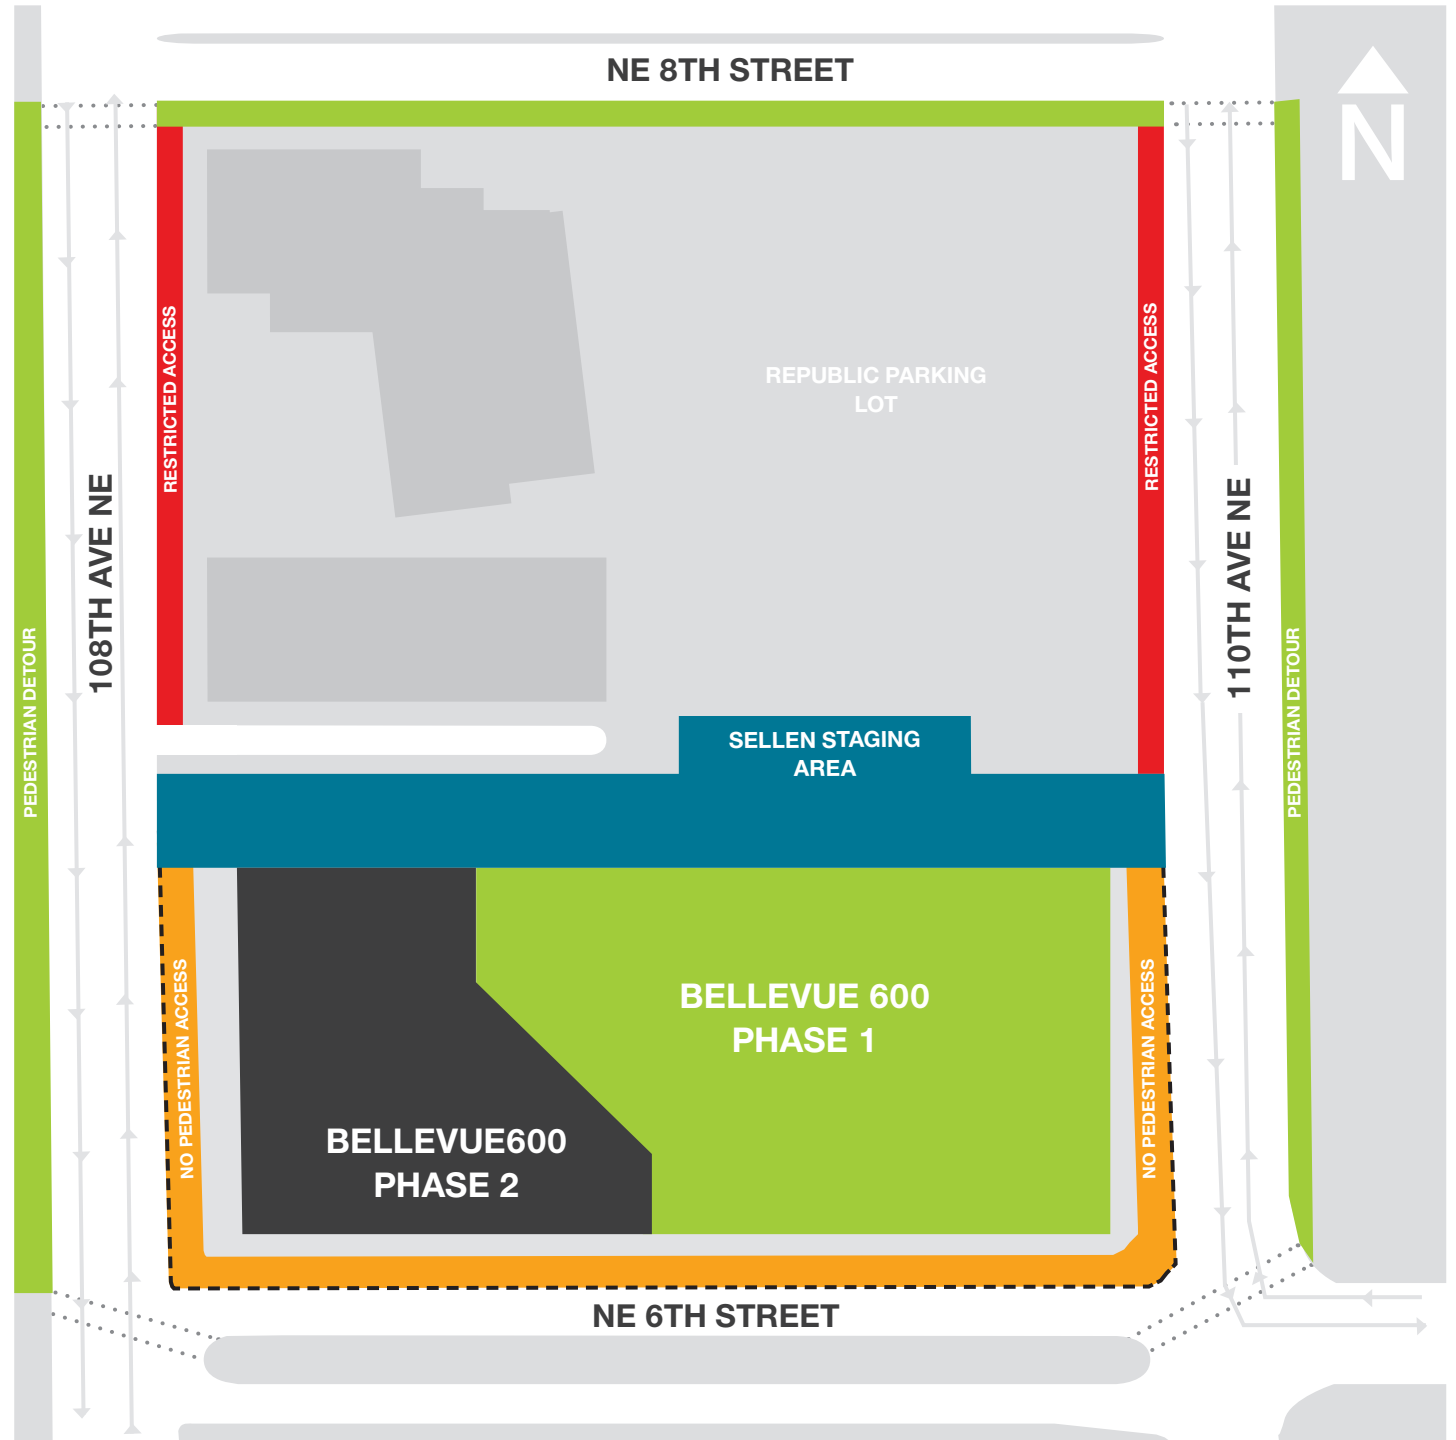 NE 8TH STREET
N
RESTRICTED ACCESS
RESTRICTED ACCESS
REPUBLIC PARKING
LOT
108TH AVE NE
110TH AVE NE
PEDESTRIAN DETOUR
PEDESTRIAN DETOUR
SELLEN STAGING
AREA
NO PEDESTRIAN ACCESS
NO PEDESTRIAN ACCESS
BELLEVUE 600
PHASE 1
BELLEVUE600
PHASE 2
NE 6TH STREET